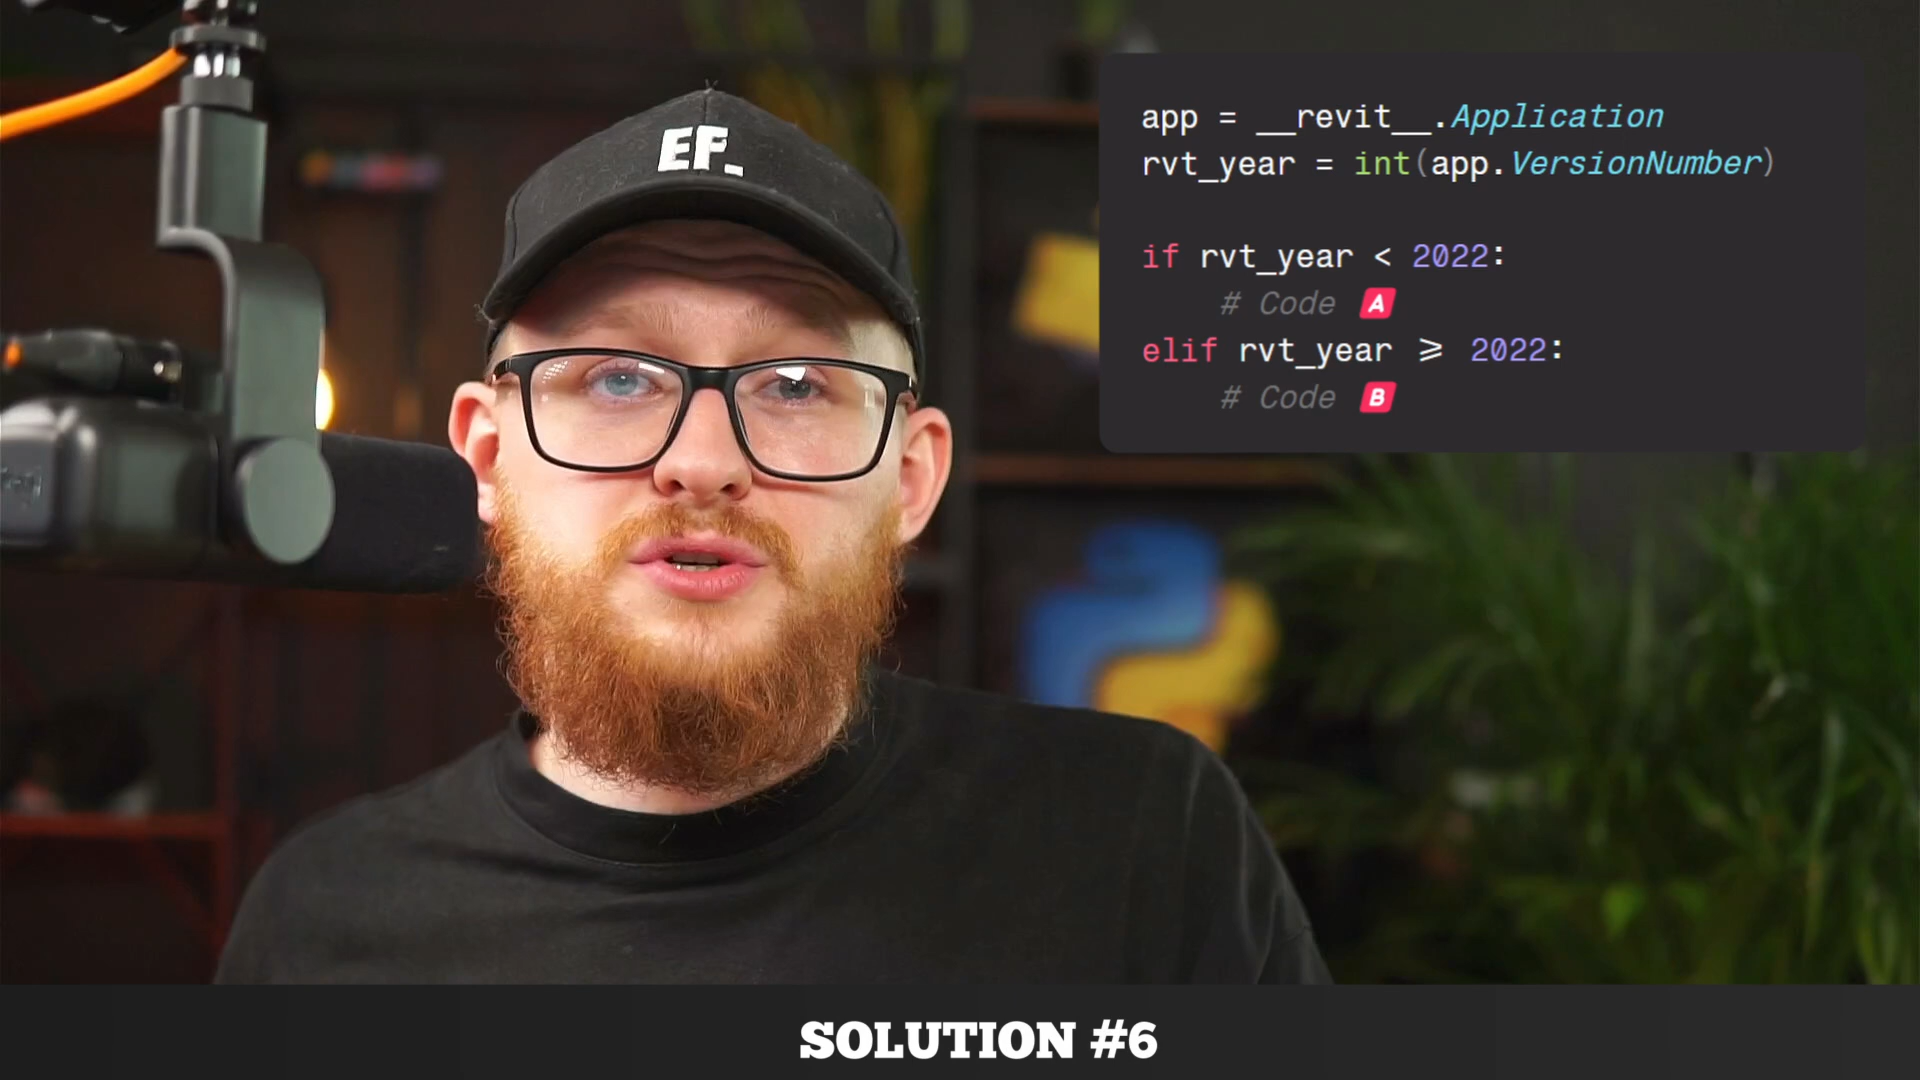 EF.
app = __revit__.Application
rvt_year = int(app.VersionNumber)
if rvt_year < 2022:
# Code A
elif rvt_year ⩾ 2022:
# Code B
SOLUTION #6